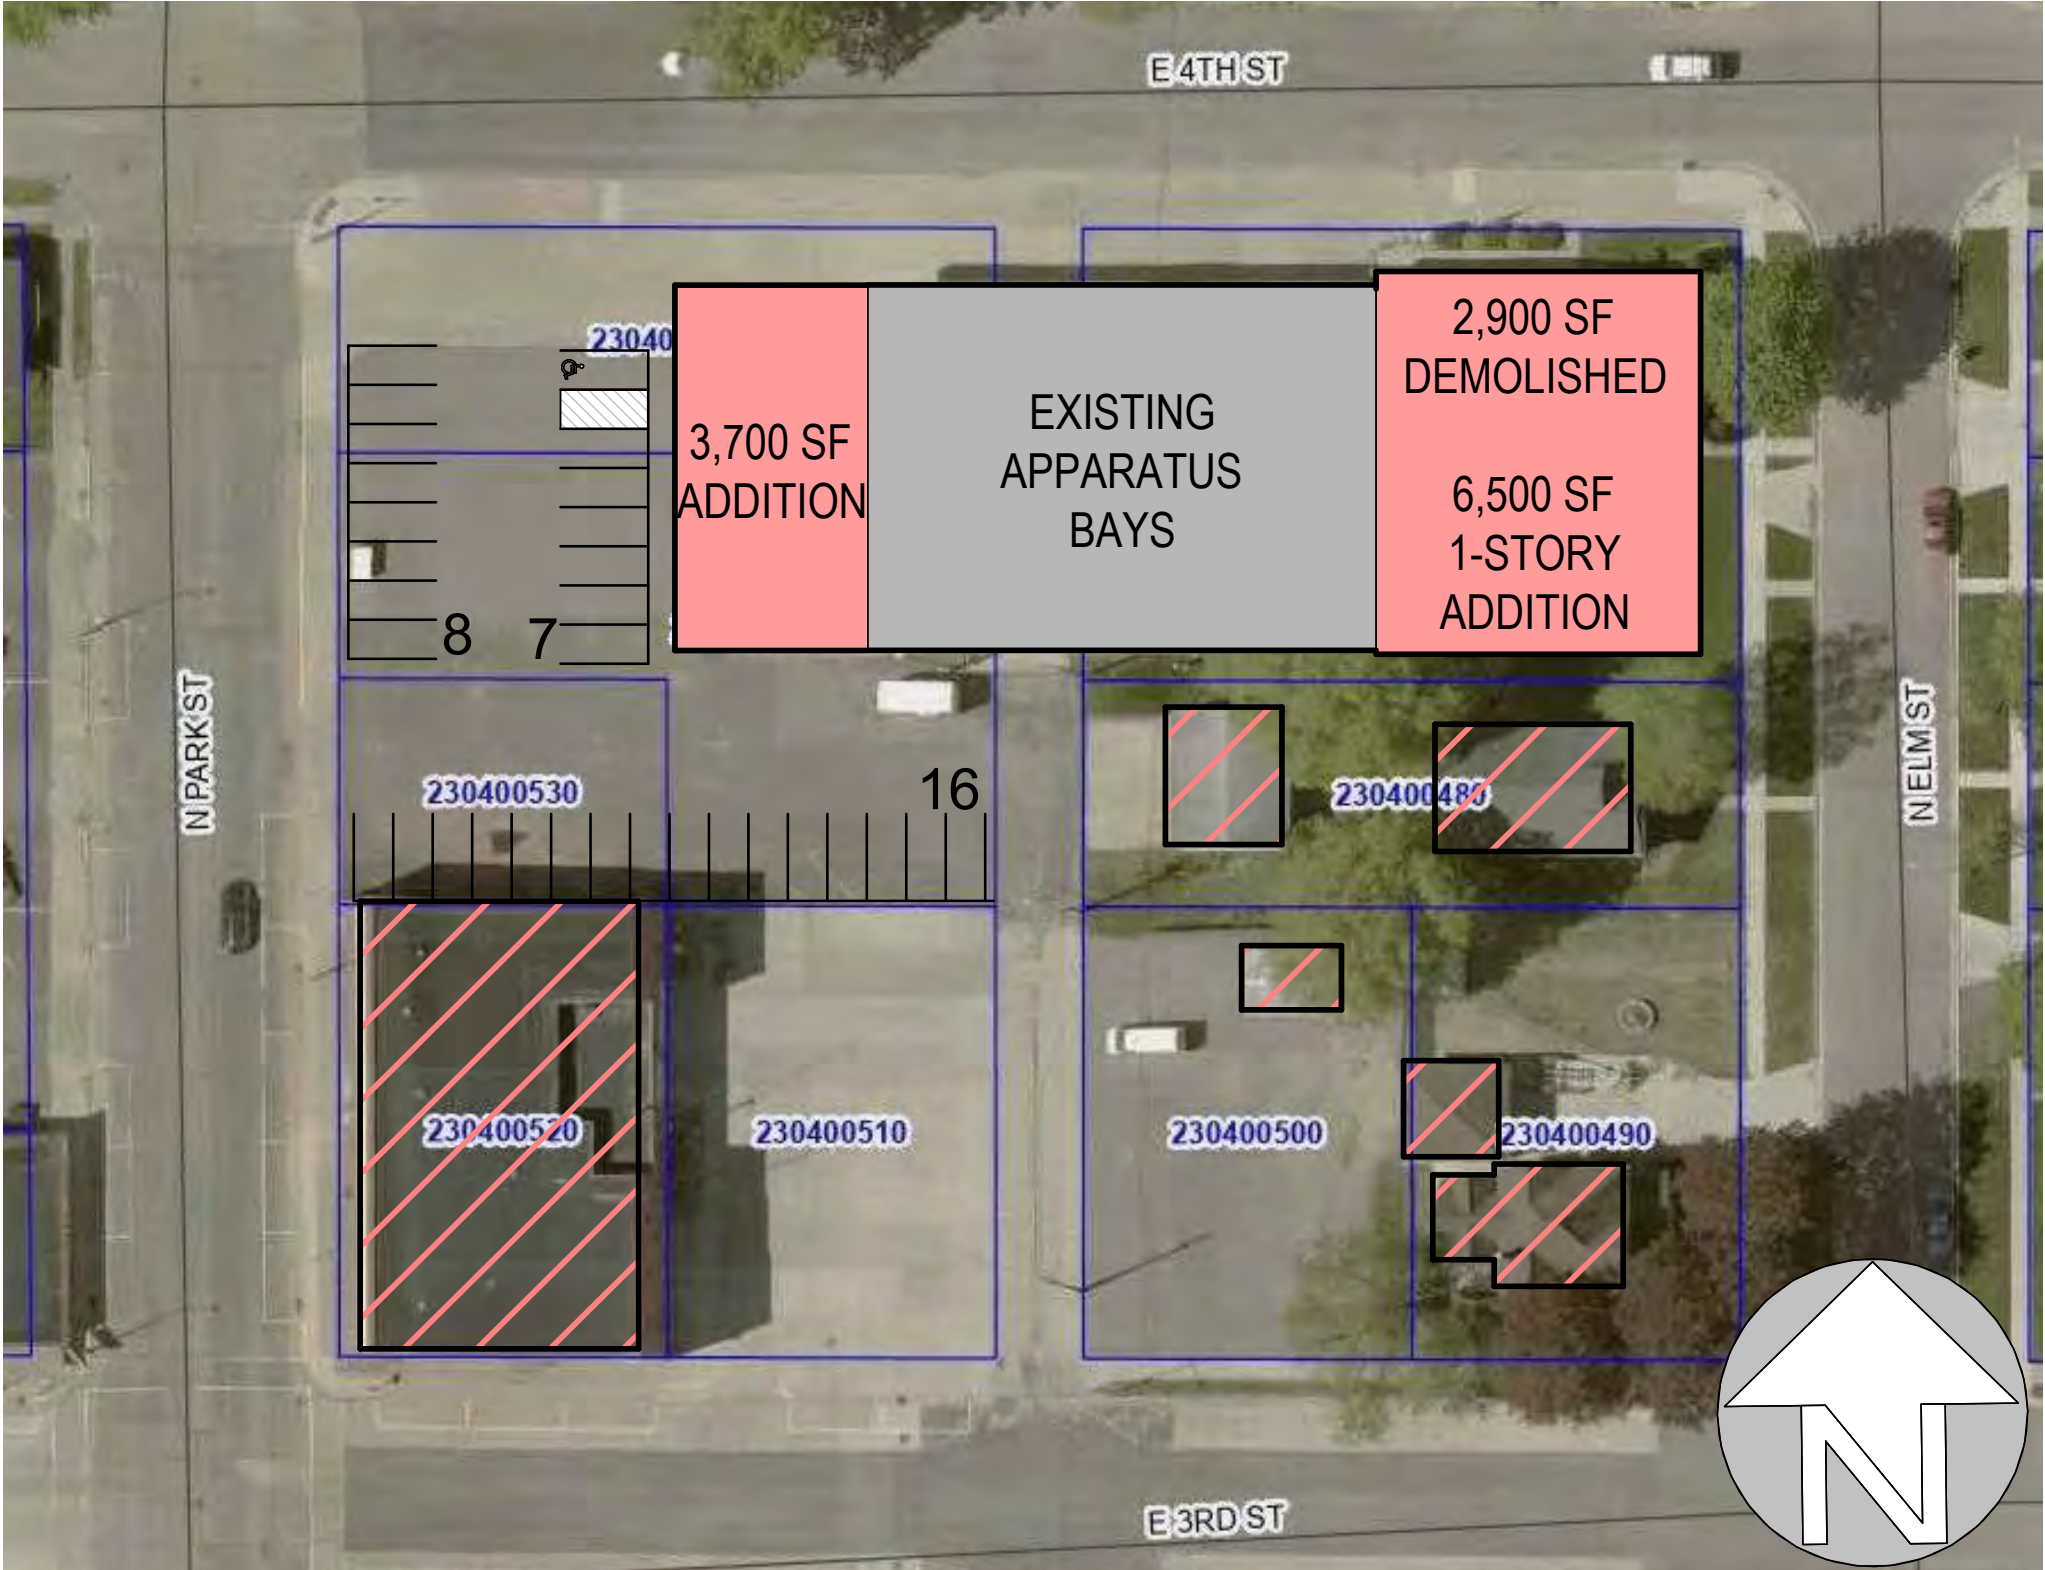 E 4TH ST
23040
2,900 SF
DEMOLISHED
3,700 SF
ADDITION
EXISTING
APPARATUS
BAYS
6,500 SF
1-STORY
ADDITION
8
7
N PARK ST
N ELM ST
16
230400530
230400480
230400520
230400510
230400500
230400490
E 3RD ST
N